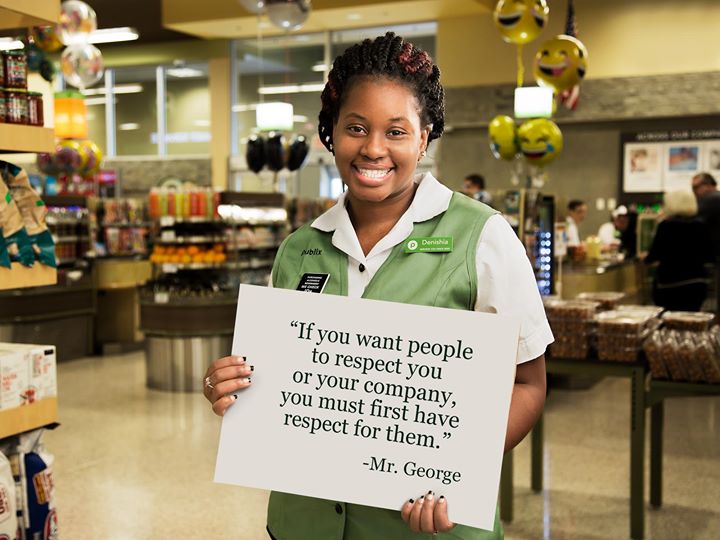 publix
Denishia
"If you want people
to respect you
or your company,
you must first have
respect for them."
-Mr. George